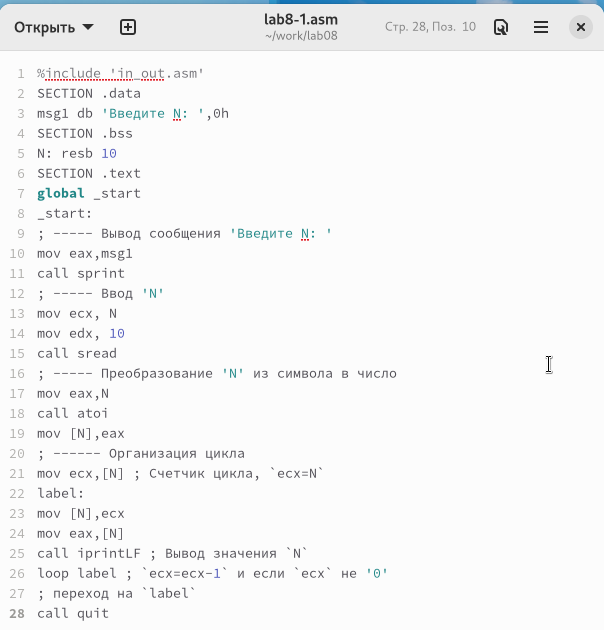 Открыть
lab8-1.asm
~/work/lab08
Стр. 28, Поз. 10
1 %include 'in_out.asm'
2 SECTION .data
3 msg1 db 'Введите N: ',0h
4 SECTION .bss
5 N: resb 10
6 SECTION .text
7 global _start
8 _start:
9 ; ----- Вывод сообщения 'Введите N: '
10 mov eax,msg1
11 call sprint
12 ; ----- Ввод 'N'
13 mov ecx, N
14 mov edx, 10
15 call sread
16 ; ----- Преобразование 'N' из символа в число
17 mov eax,N
18 call atoi
19 mov [N],eax
20 ; ------ Организация цикла
21 mov ecx,[N] ; Счетчик цикла, `ecx=N`
22 label:
23 mov [N],ecx
24 mov eax,[N]
25 call iprintLF ; Вывод значения `N`
26 loop label ; `ecx=ecx-1` и если `ecx` не '0'
27 ; переход на `label`
28 call quit